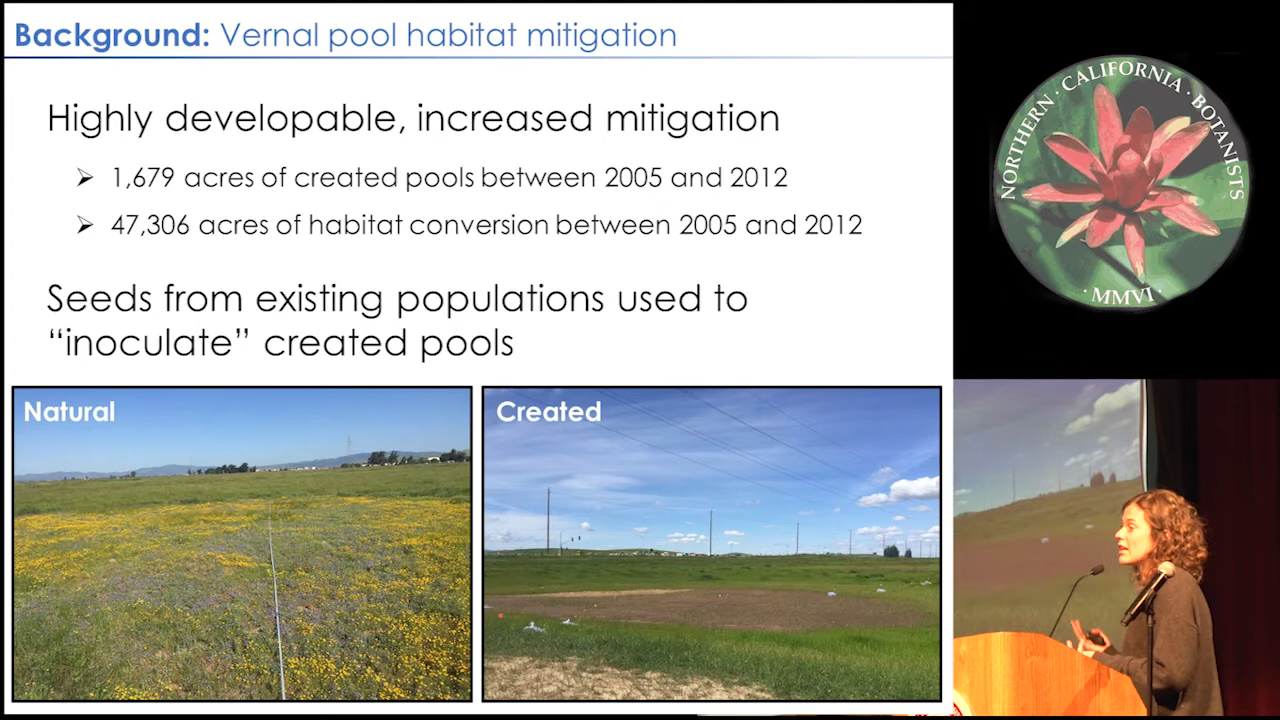 Background: Vernal pool habitat mitigation
Highly developable, increased mitigation
➢ 1,679 acres of created pools between 2005 and 2012
➢ 47,306 acres of habitat conversion between 2005 and 2012
Seeds from existing populations used to
“inoculate” created pools
Natural
Created
NORTHERN · CALIFORNIA · BOTANISTS
· MMVI ·